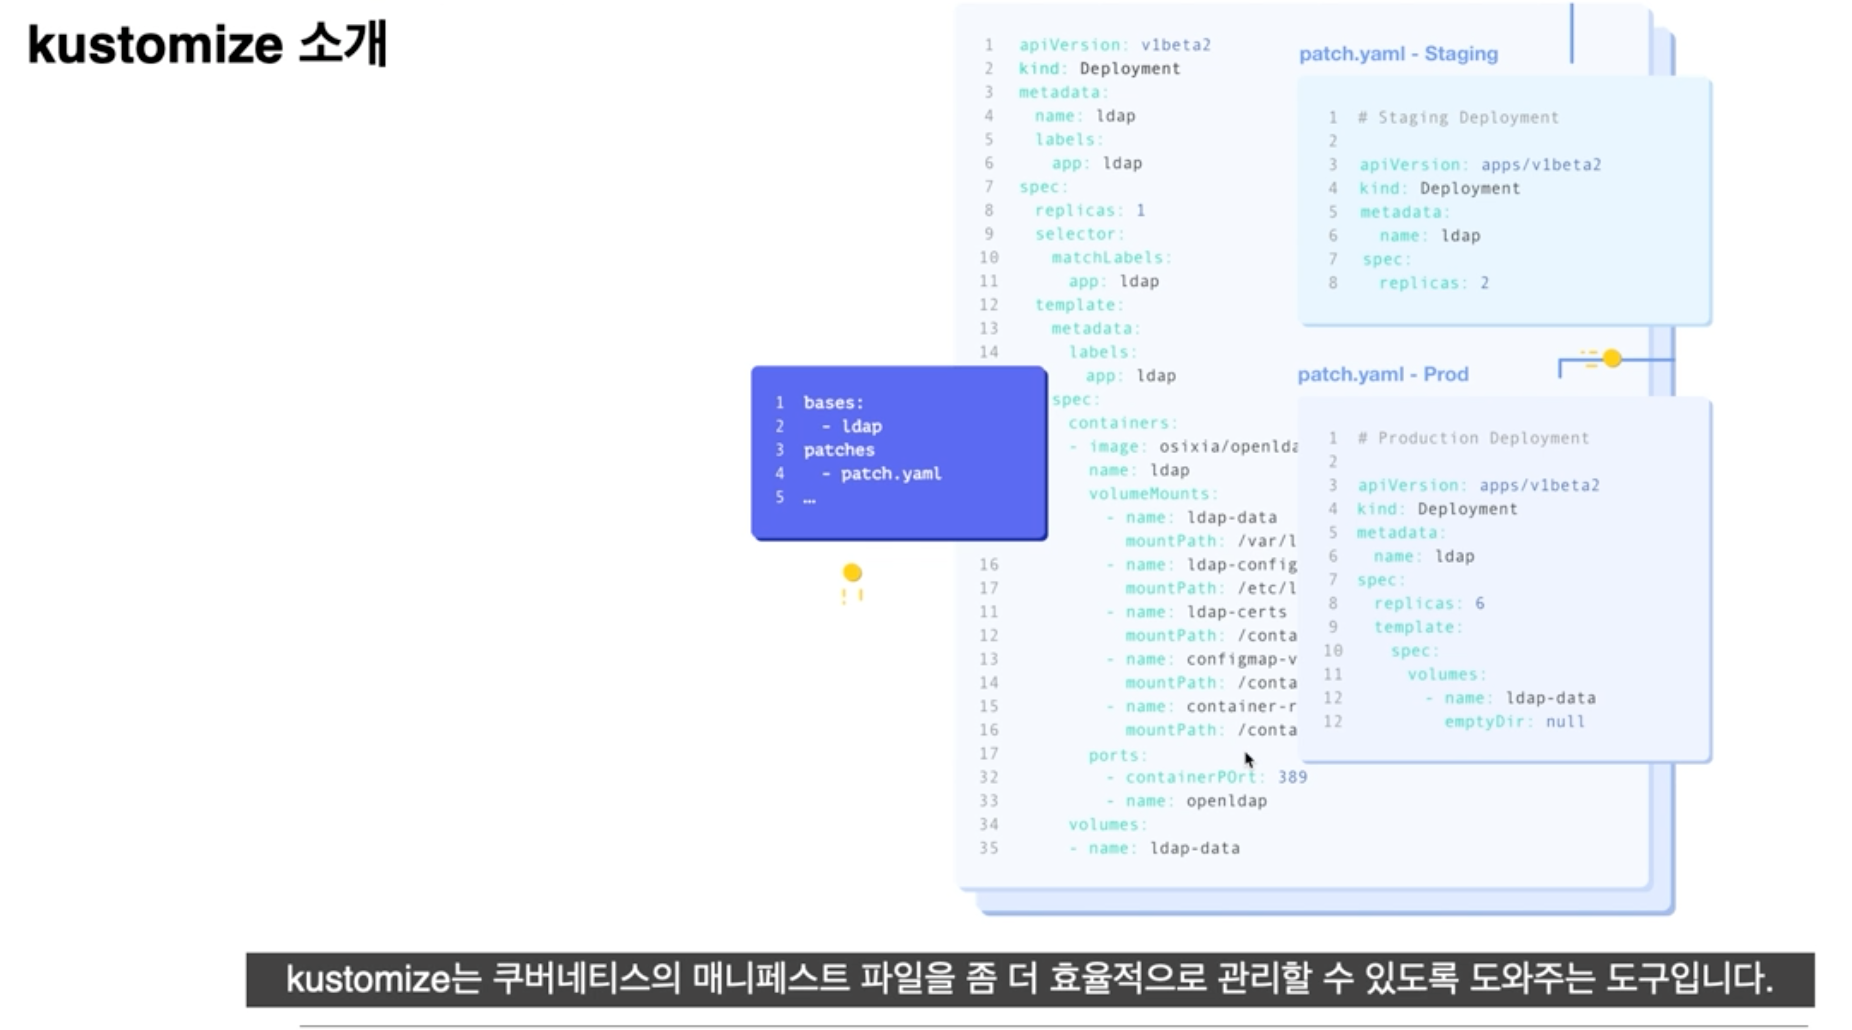 kustomize 소개
1 apiVersion: v1beta2
2 kind: Deployment
3 metadata:
4 name: ldap
5 labels:
6 app: ldap
7 spec:
8 replicas: 1
9 selector:
10 matchLabels:
11 app: ldap
12 template:
13 metadata:
14 labels:
app: ldap
spec:
containers:
- image: osixia/openlda
name: ldap
volumeMounts:
- name: ldap-data
mountPath: /var/l
16 - name: ldap-config
17 mountPath: /etc/l
11 - name: ldap-certs
12 mountPath: /conta
13 - name: configmap-v
14 mountPath: /conta
15 - name: container-r
16 mountPath: /conta
17 ports:
32 - containerPOrt: 389
33 - name: openldap
34 volumes:
35 - name: ldap-data
1 bases:
2 - ldap
3 patches
4 - patch.yaml
5 …
patch.yaml - Staging
1 # Staging Deployment
2
3 apiVersion: apps/v1beta2
4 kind: Deployment
5 metadata:
6 name: ldap
7 spec:
8 replicas: 2
patch.yaml - Prod
1 # Production Deployment
2
3 apiVersion: apps/v1beta2
4 kind: Deployment
5 metadata:
6 name: ldap
7 spec:
8 replicas: 6
9 template:
10 spec:
11 volumes:
12 - name: ldap-data
12 emptyDir: null
kustomize는 쿠버네티스의 매니페스트 파일을 좀 더 효율적으로 관리할 수 있도록 도와주는 도구입니다.